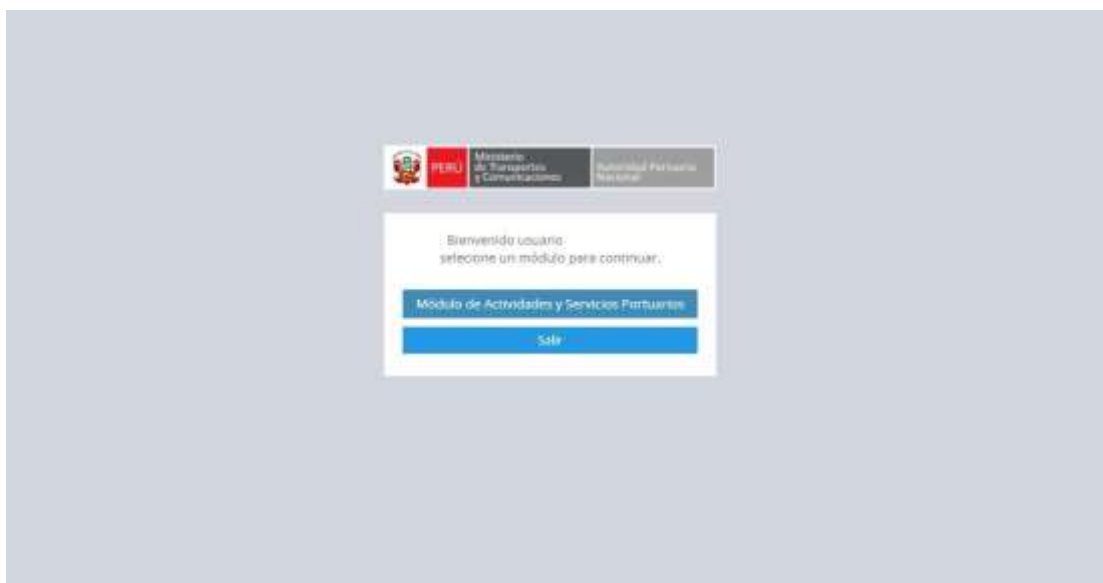 PERÚ
Ministerio
de Transportes
y Comunicaciones
Autoridad Portuaria
Nacional
Bienvenido usuario
selecione un módulo para continuar.
Módulo de Actividades y Servicios Portuarios
Salir